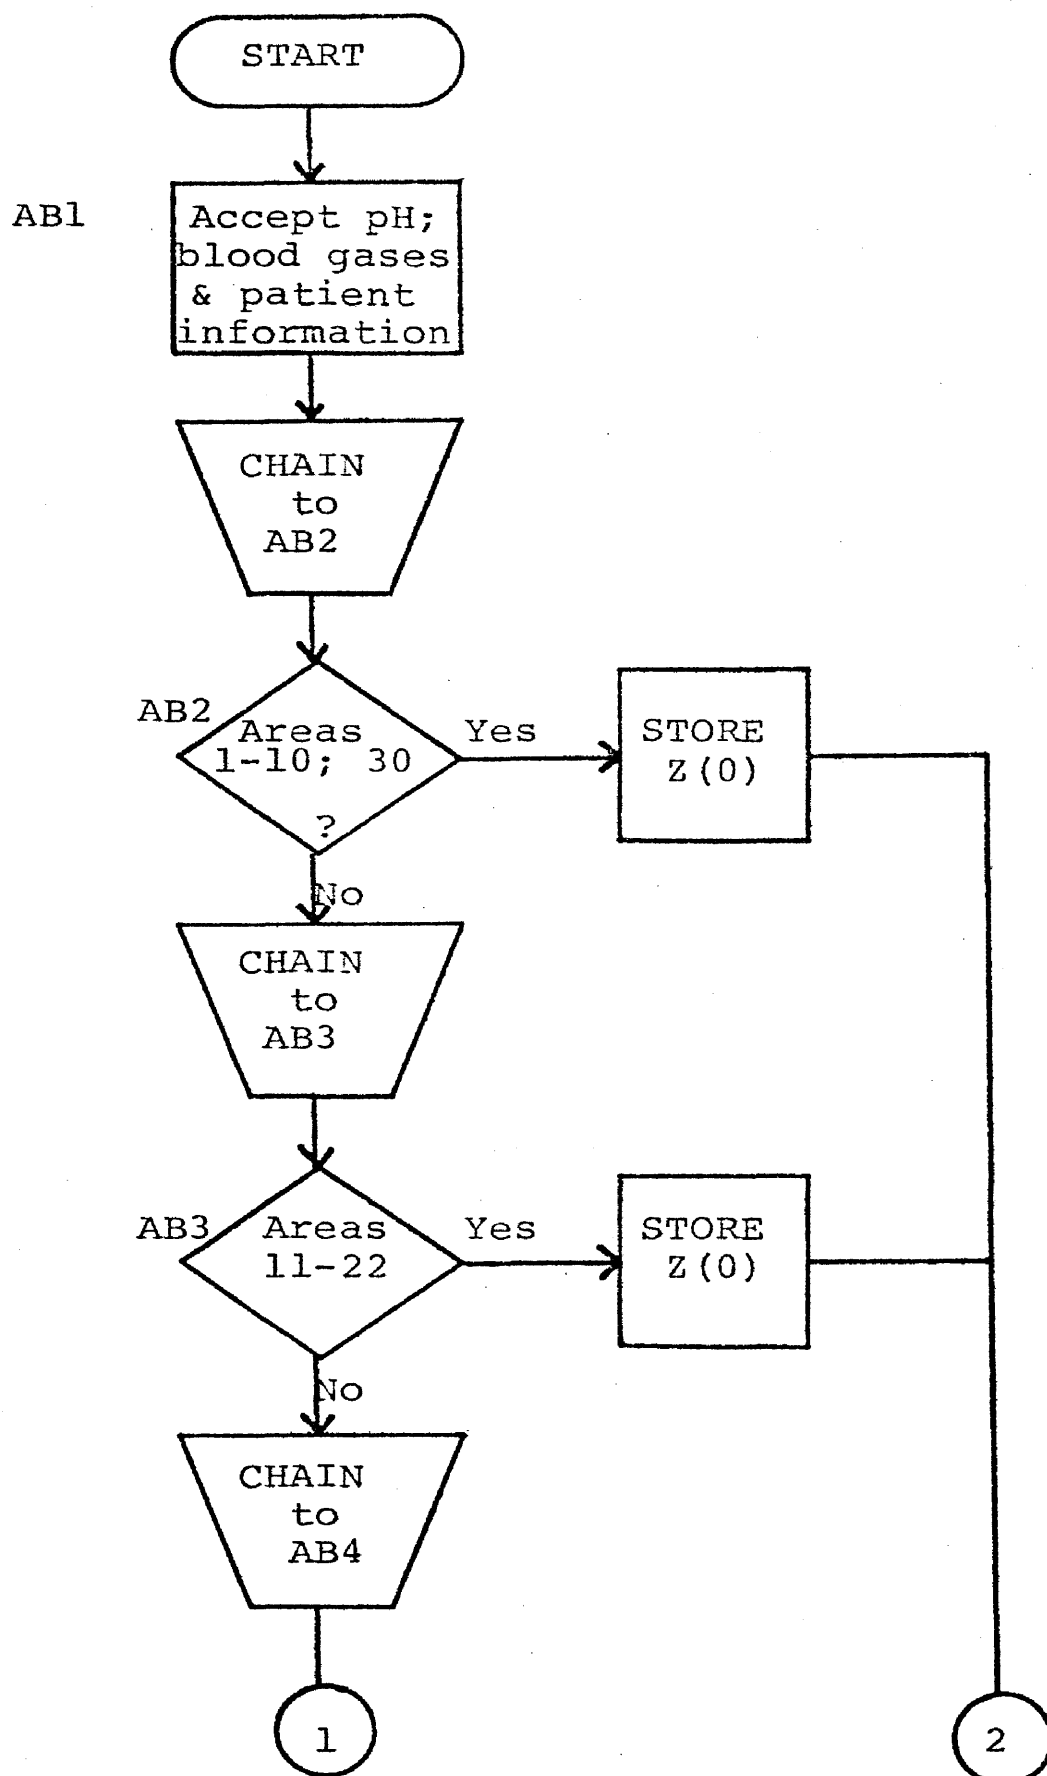 START
AB1
Accept pH;
blood gases
& patient
information
CHAIN
to
AB2
AB2
Areas
1-10; 30
?
Yes
STORE
Z(0)
No
CHAIN
to
AB3
AB3
Areas
11-22
Yes
STORE
Z(0)
No
CHAIN
to
AB4
1
2